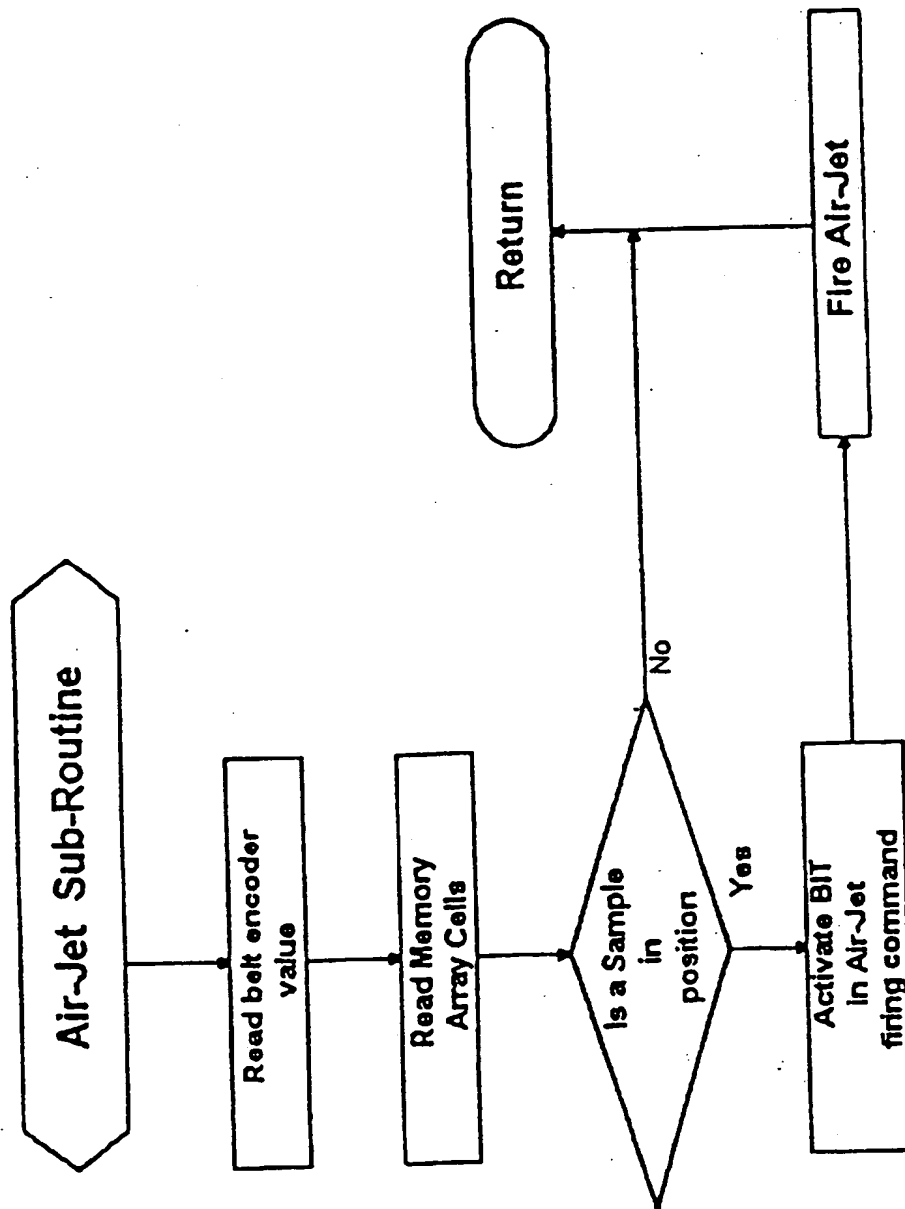 Air-Jet Sub-Routine
Read belt encoder
value
Read Memory
Array Cells
Is a Sample
in
position
No
Yes
Activate BIT
in Air-Jet
firing command
Fire Air-Jet
Return